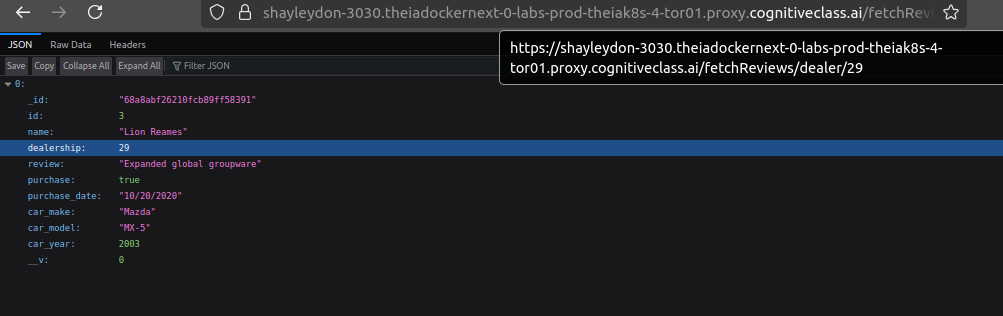 shayleydon-3030.theiadockernext-0-labs-prod-theiak8s-4-tor01.proxy.cognitiveclass.ai/fetchRevi
https://shayleydon-3030.theiadockernext-0-labs-prod-theiak8s-4-
tor01.proxy.cognitiveclass.ai/fetchReviews/dealer/29
JSON Raw Data Headers
Save Copy Collapse All Expand All Filter JSON
0:
_id: "68a8abf26210fcb89ff58391"
id: 3
name: "Lion Reames"
dealership: 29
review: "Expanded global groupware"
purchase: true
purchase_date: "10/20/2020"
car_make: "Mazda"
car_model: "MX-5"
car_year: 2003
__v: 0